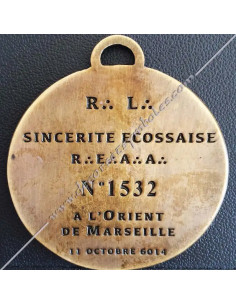 R∴ L∴
SINCERITE ECOSSAISE
R∴E∴A∴A∴
N°1532
A L'ORIENT
DE MARSEILLE
11 OCTOBRE 6014